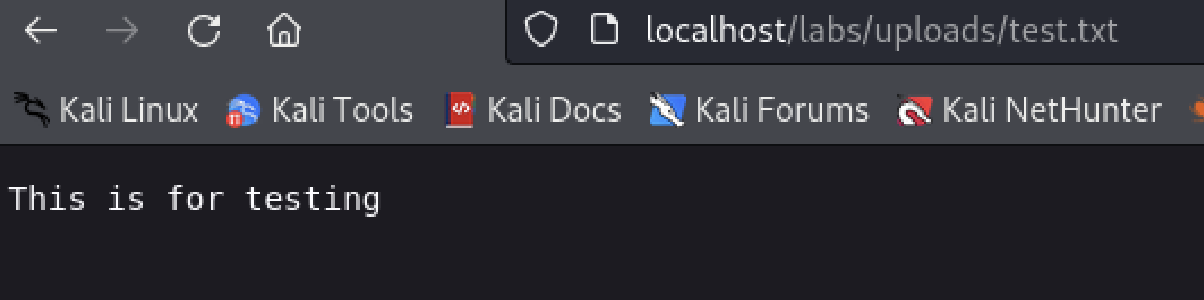 localhost/labs/uploads/test.txt
Kali Linux Kali Tools Kali Docs Kali Forums Kali NetHunter
This is for testing